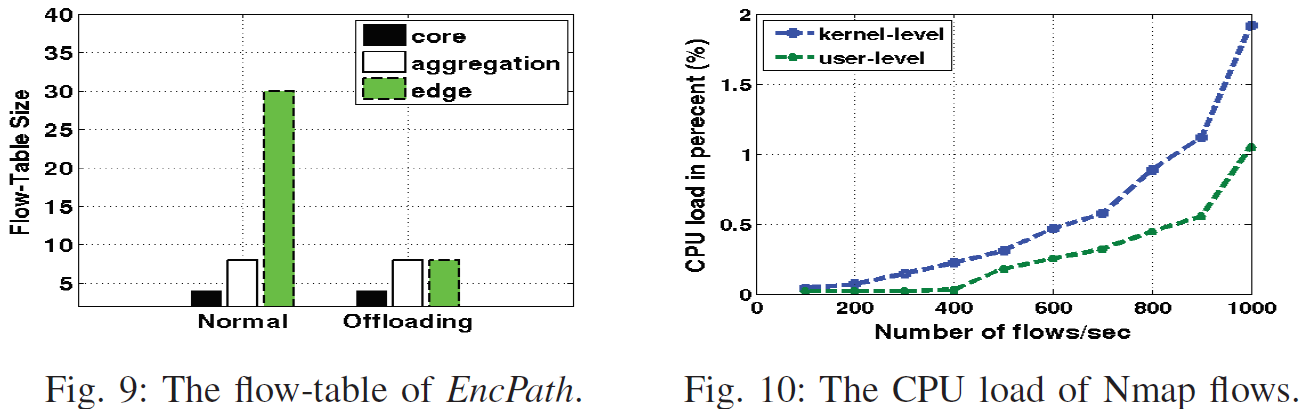 40
35
30
25
20
15
10
5
Flow-Table Size
core
aggregation
edge
Normal
Offloading
Fig. 9: The flow-table of EncPath.
2
1.5
1
0.5
0
CPU load in perecent (%)
kernel-level
user-level
0
200
400
600
800
1000
Number of flows/sec
Fig. 10: The CPU load of Nmap flows.